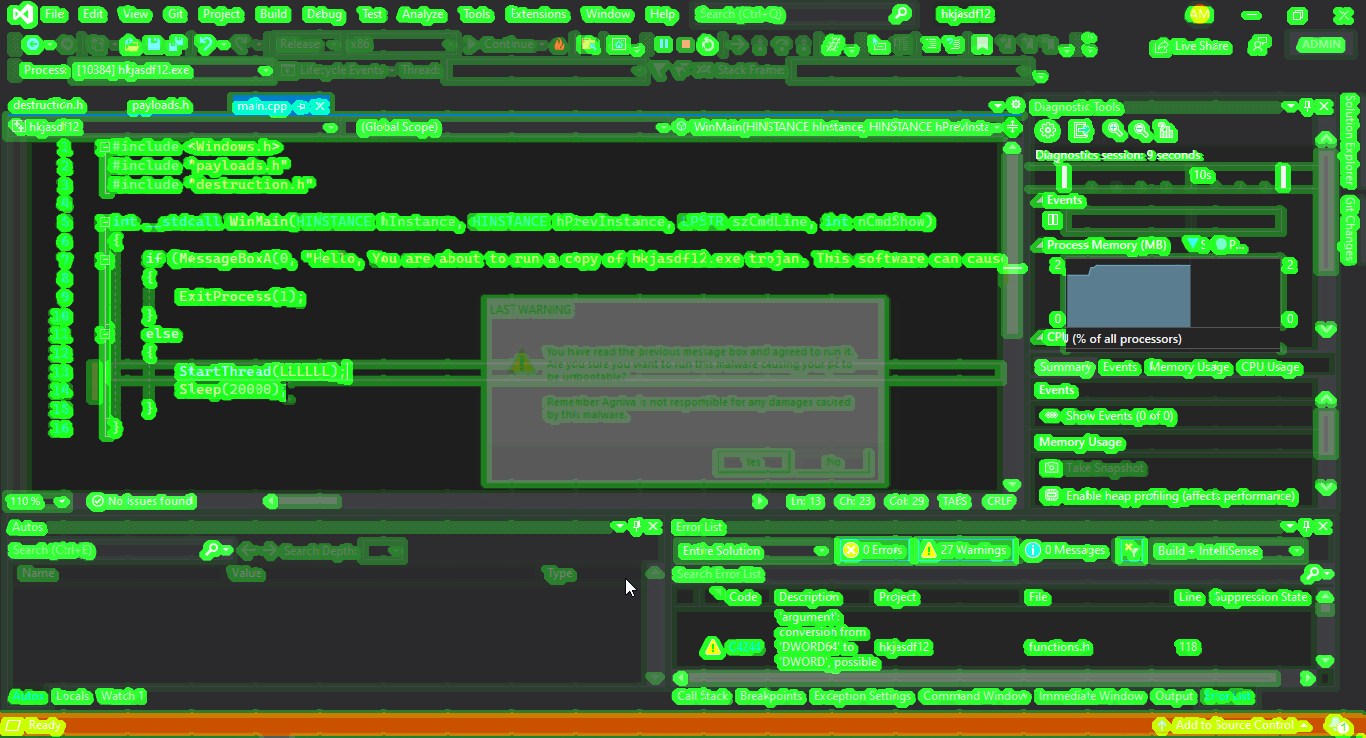 File Edit View Git Project Build Debug Test Analyze Tools Extensions Window Help Search (Ctrl+Q) hkjasdf12 AM
Release x86 Continue Live Share ADMIN
Process: [10384] hkjasdf12.exe Lifecycle Events Thread: Stack Frame:
destruction.h payloads.h main.cpp
hkjasdf12 (Global Scope) WinMain(HINSTANCE hInstance, HINSTANCE hPrevInsta
1 #include <Windows.h>
2 #include "payloads.h"
3 #include "destruction.h"
4
5 int __stdcall WinMain(HINSTANCE hInstance, HINSTANCE hPrevInstance, LPSTR szCmdLine, int nCmdShow)
6 {
7 if (MessageBoxA(0, "Hello, You are about to run a copy of hkjasdf12.exe trojan. This software can cause
8 {
9 ExitProcess(1);
10 }
11 else
12 {
13 StartThread(LLLLLL);
14 Sleep(20000);
15 }
16 }
LAST WARNING
You have read the previous message box and agreed to run it.
Are you sure you want to run this malware causing your pc to
be unbootable?
Remember Agniva is not responsible for any damages caused
by this malware.
Yes No
110 % No issues found Ln: 13 Ch: 23 Col: 29 TABS CRLF
Diagnostic Tools
Diagnostics session: 9 seconds
10s
Events
Process Memory (MB) S P...
2 2
0 0
CPU (% of all processors)
Summary Events Memory Usage CPU Usage
Events
Show Events (0 of 0)
Memory Usage
Take Snapshot
Enable heap profiling (affects performance)
Solution Explorer
Git Changes
Autos
Search (Ctrl+E) Search Depth:
Name Value Type
Autos Locals Watch 1
Error List
Entire Solution 0 Errors 27 Warnings 0 Messages Build + IntelliSense
Search Error List
Code Description Project File Line Suppression State
'argument':
conversion from
C4244 'DWORD64' to hkjasdf12 functions.h 118
'DWORD', possible
Call Stack Breakpoints Exception Settings Command Window Immediate Window Output Error List
Ready Add to Source Control 1